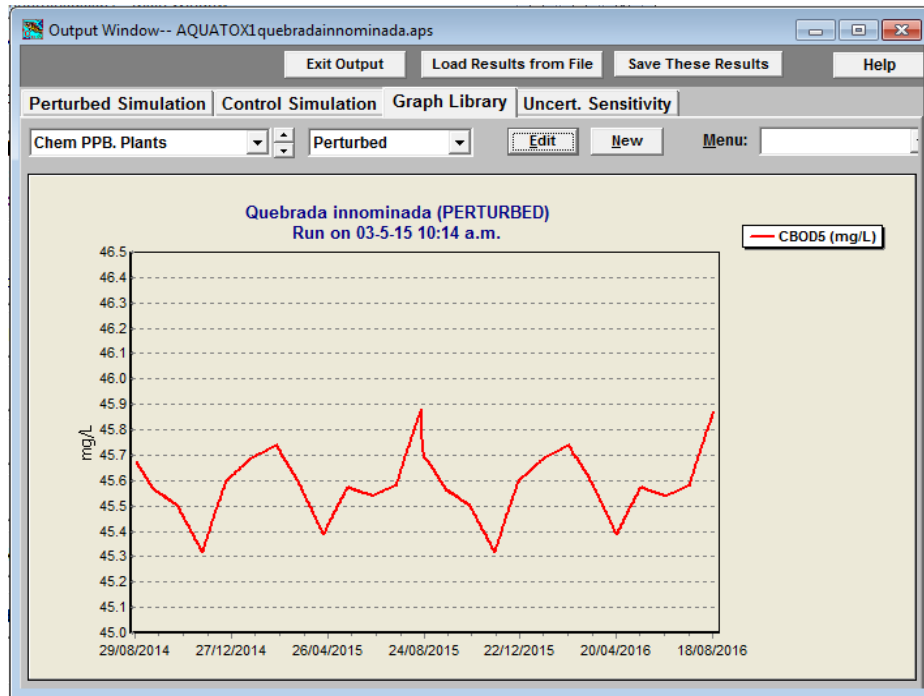 Output Window-- AQUATOX1quebradainnominada.aps
Exit Output Load Results from File Save These Results Help
Perturbed Simulation Control Simulation Graph Library Uncert. Sensitivity
Chem PPB. Plants Perturbed Edit New Menu:
Quebrada innominada (PERTURBED)
Run on 03-5-15 10:14 a.m.
CBOD5 (mg/L)
46.5
46.4
46.3
46.2
46.1
46.0
45.9
45.8
45.7
45.6
45.5
45.4
45.3
45.2
45.1
45.0
mg/L
29/08/2014 27/12/2014 26/04/2015 24/08/2015 22/12/2015 20/04/2016 18/08/2016